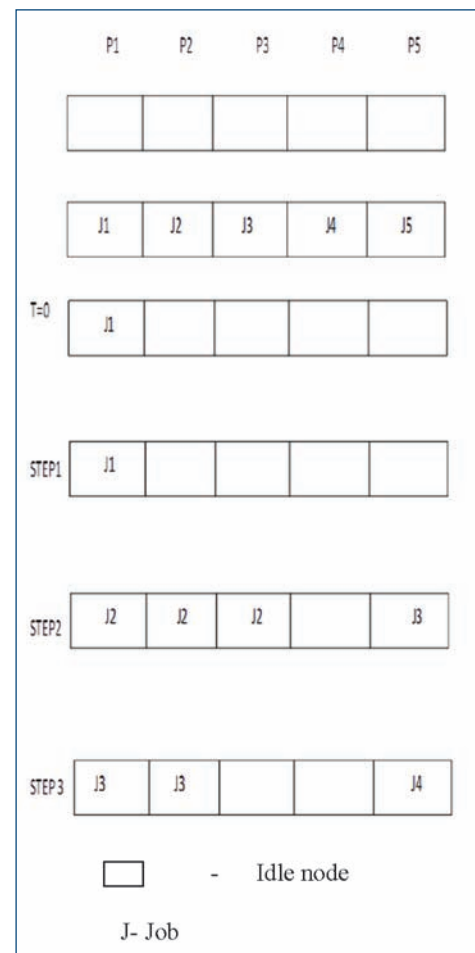 P1 P2 P3 P4 P5
J1 J2 J3 J4 J5
T=0
J1
STEP1 J1
STEP2 J2 J2 J2 J3
STEP3 J3 J3 J4
- Idle node
J- Job